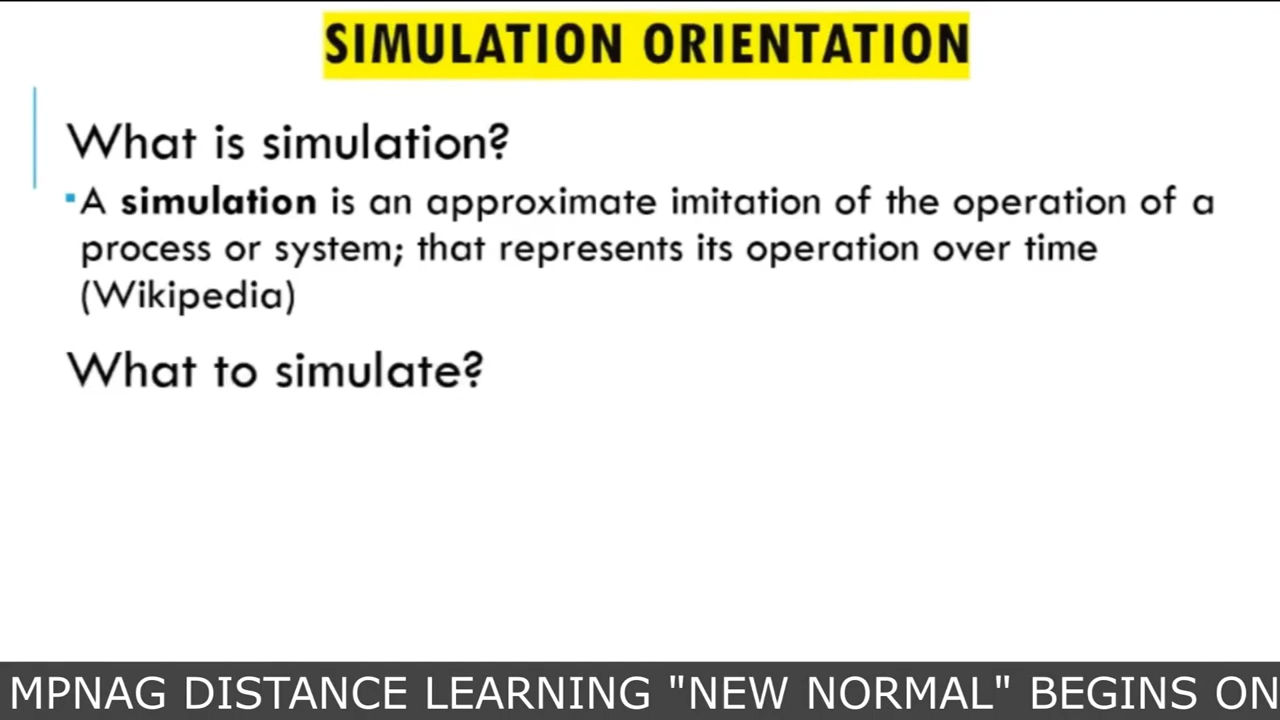 SIMULATION ORIENTATION
What is simulation?
A simulation is an approximate imitation of the operation of a
process or system; that represents its operation over time
(Wikipedia)
What to simulate?
MPNAG DISTANCE LEARNING "NEW NORMAL" BEGINS ON